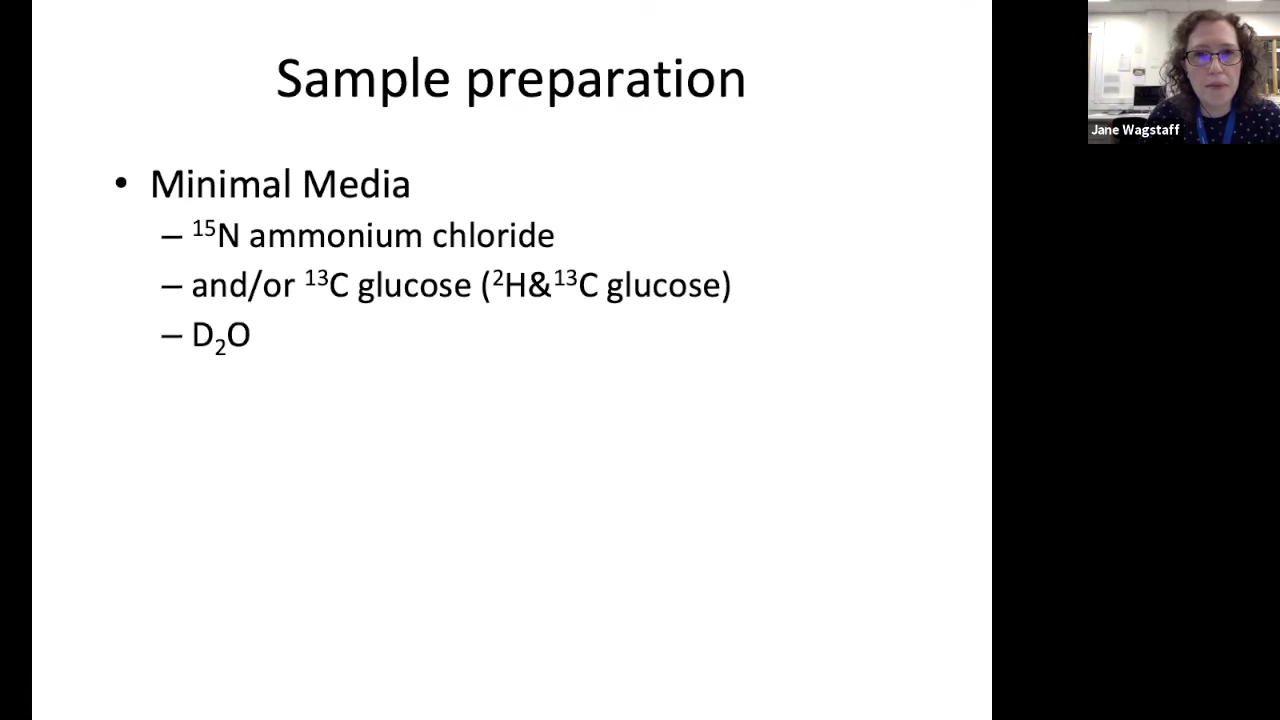 Sample preparation
• Minimal Media
– ¹⁵N ammonium chloride
– and/or ¹³C glucose (²H&¹³C glucose)
– D₂O
Jane Wagstaff